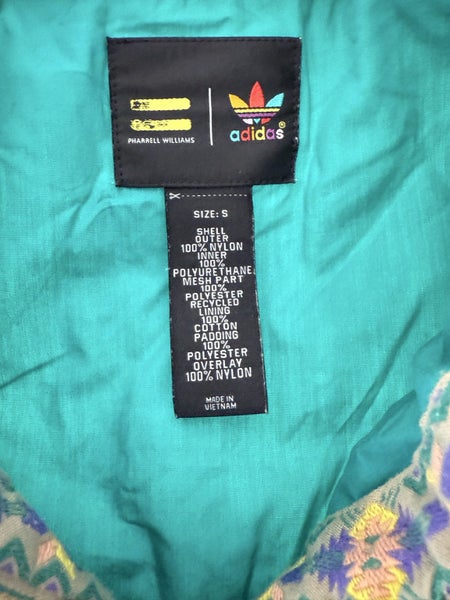 PHARRELL WILLIAMS
adidas®
SIZE: S
SHELL
OUTER
100% NYLON
INNER
100%
POLYURETHANE
MESH PART
100%
POLYESTER
RECYCLED
LINING
100%
COTTON
PADDING
100%
POLYESTER
OVERLAY
100% NYLON
MADE IN
VIETNAM